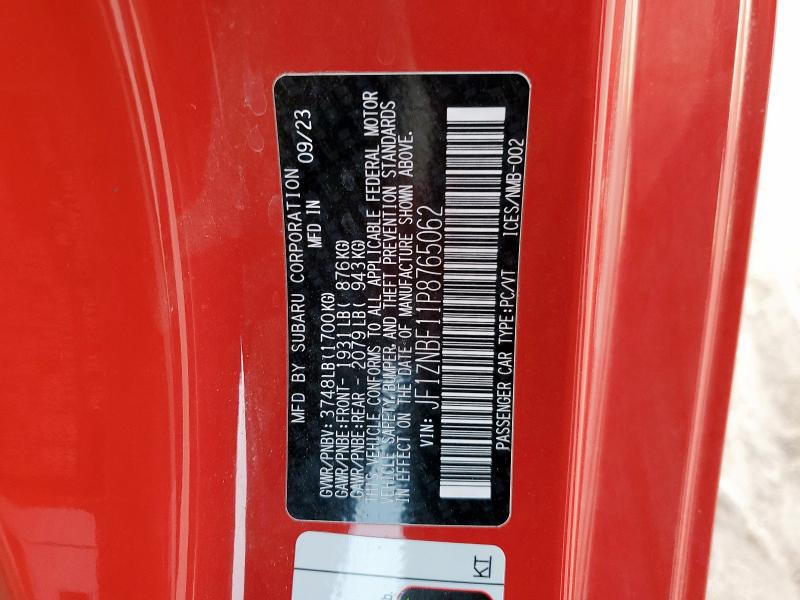 MFD BY SUBARU CORPORATION
MFD IN 09/23
GVWR/PNBV: 3748LB(1700KG)
GAWR/PNBE:FRONT- 1931LB( 876KG)
GAWR/PNBE:REAR - 2079LB( 943KG)
THIS VEHICLE CONFORMS TO ALL APPLICABLE FEDERAL MOTOR
VEHICLE SAFETY,BUMPER,AND THEFT PREVENTION STANDARDS
IN EFFECT ON THE DATE OF MANUFACTURE SHOWN ABOVE.
VIN: JF1ZNBF11P8765062
PASSENGER CAR TYPE:PC/VT ICES/NMB-002
KT